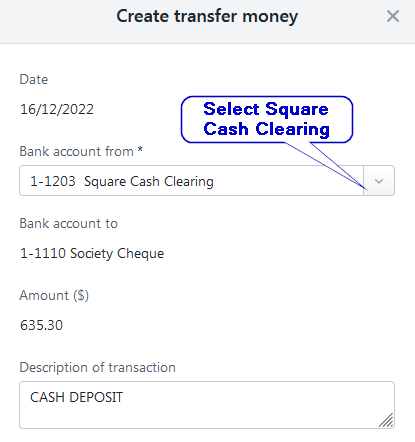 Create transfer money
Date
16/12/2022
Select Square
Cash Clearing
Bank account from *
1-1203  Square Cash Clearing
Bank account to
1-1110 Society Cheque
Amount ($)
635.30
Description of transaction
CASH DEPOSIT